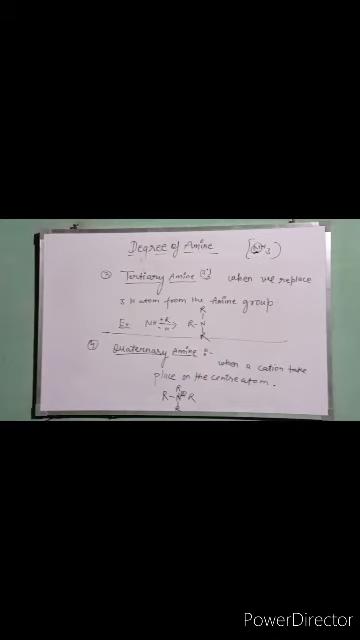 Degree of Amine [NH3)
③ Tertiary Amine (3°) :- when we replace
3 H atom from the Amine group
R
Ex NH +R -H → R-N
R
④ Quaternary Amine :- when a cation take
place on the centre atom.
R
R-N⊕-R
R
PowerDirector